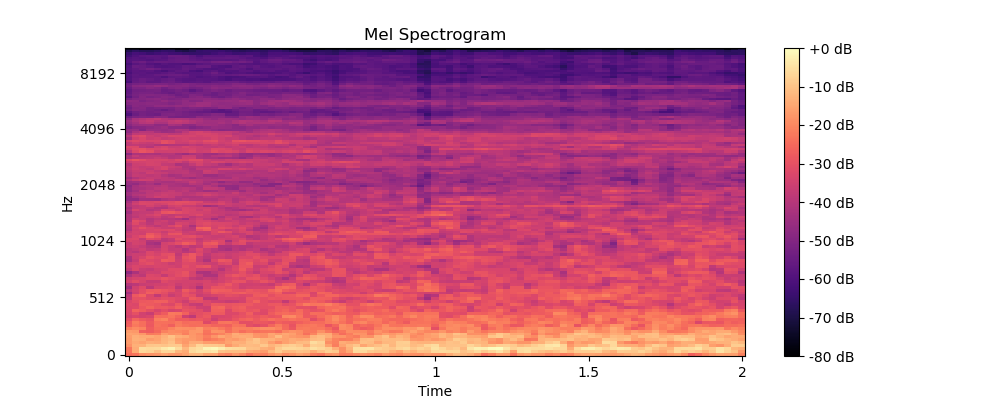 Mel Spectrogram
Hz
8192
4096
2048
1024
512
0
0
0.5
1
1.5
2
Time
+0 dB
-10 dB
-20 dB
-30 dB
-40 dB
-50 dB
-60 dB
-70 dB
-80 dB